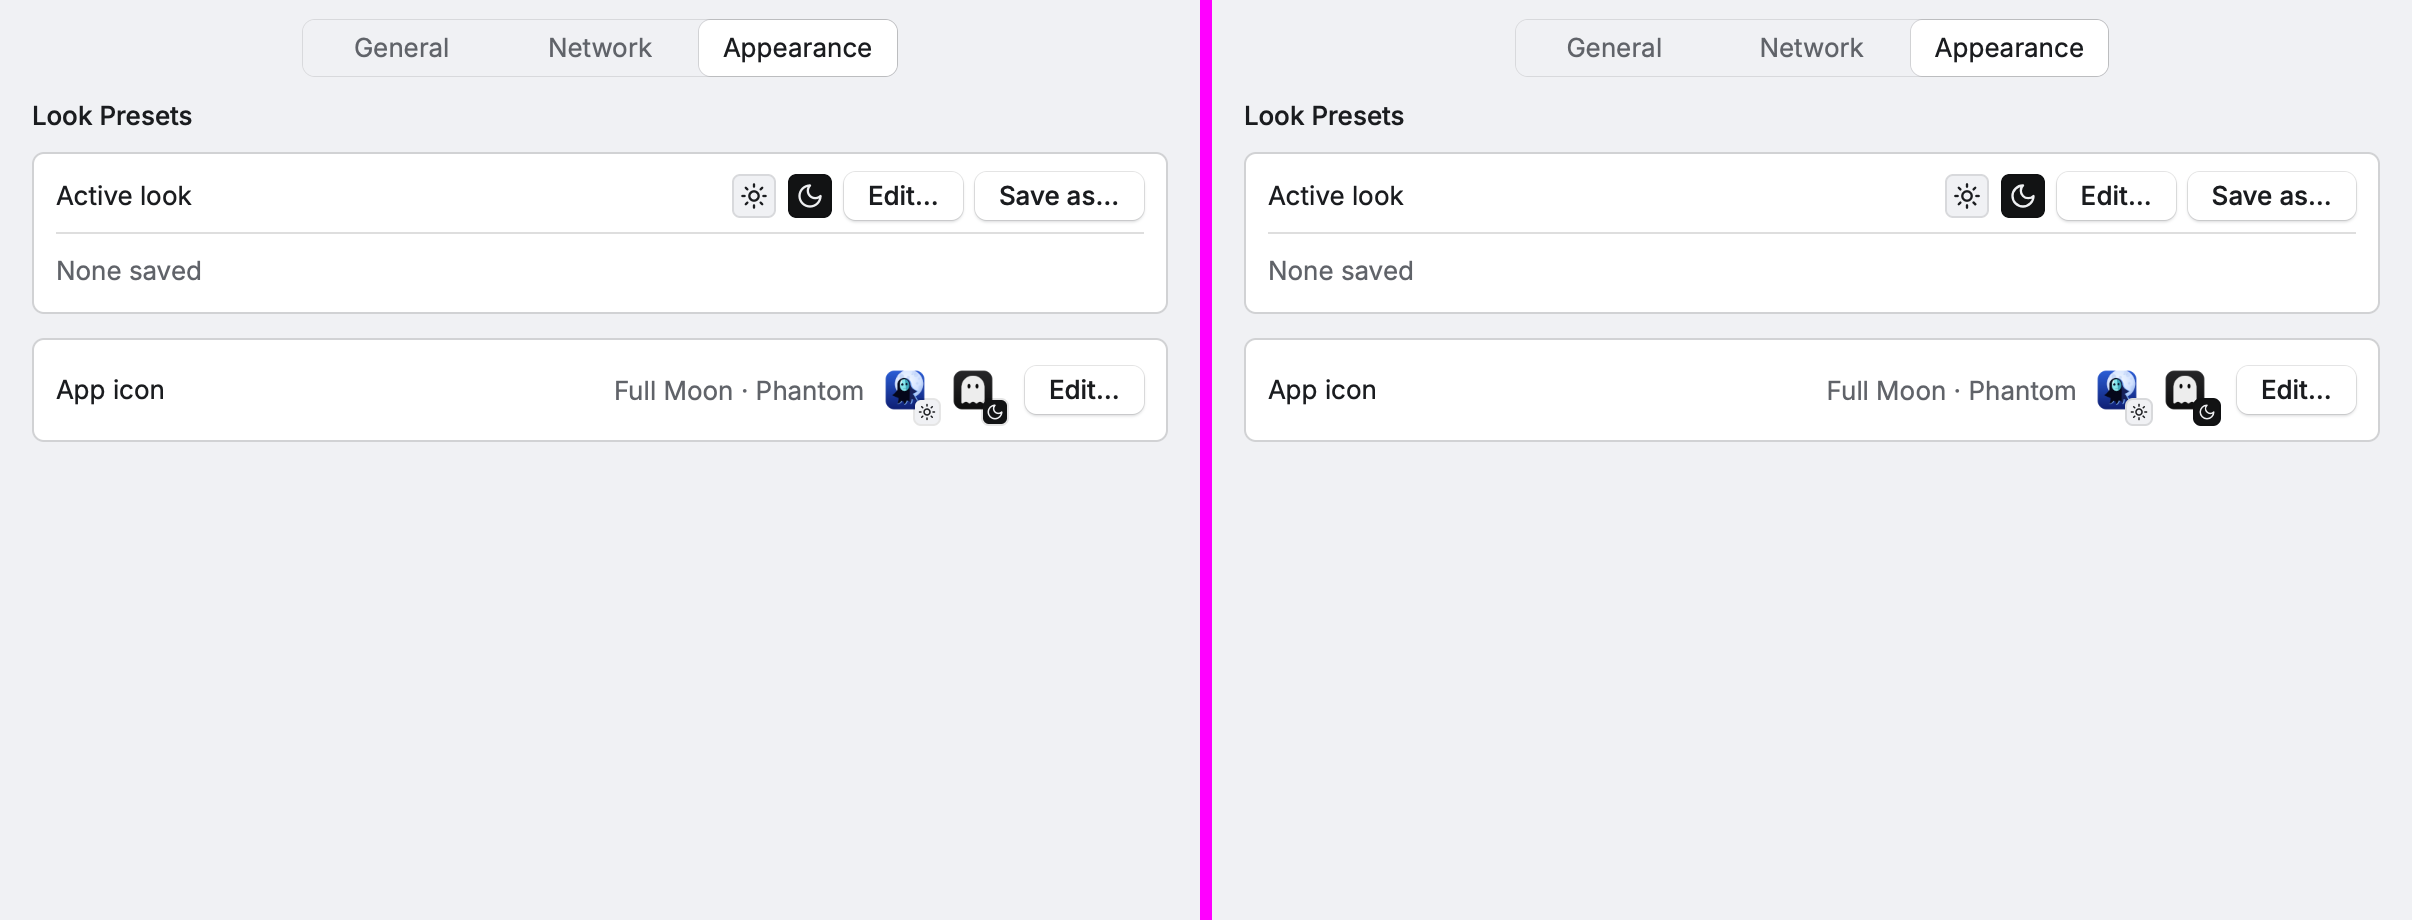 General Network Appearance
Look Presets
Active look Edit... Save as...
None saved
App icon Full Moon · Phantom Edit...
General Network Appearance
Look Presets
Active look Edit... Save as...
None saved
App icon Full Moon · Phantom Edit...